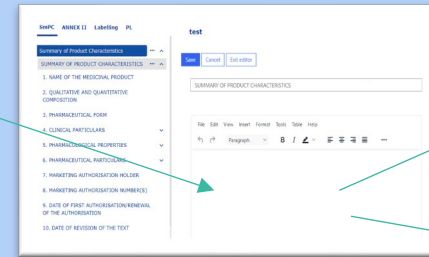 SmPC ANNEX II Labelling PL
Summary of Product Characteristics
SUMMARY OF PRODUCT CHARACTERISTICS
1. NAME OF THE MEDICINAL PRODUCT
2. QUALITATIVE AND QUANTITATIVE
COMPOSITION
3. PHARMACEUTICAL FORM
4. CLINICAL PARTICULARS
5. PHARMACOLOGICAL PROPERTIES
6. PHARMACEUTICAL PARTICULARS
7. MARKETING AUTHORISATION HOLDER
8. MARKETING AUTHORISATION NUMBER(S)
9. DATE OF FIRST AUTHORISATION/RENEWAL
OF THE AUTHORISATION
10. DATE OF REVISION OF THE TEXT
test
Save Cancel Exit editor
SUMMARY OF PRODUCT CHARACTERISTICS
File Edit View Insert Format Tools Table Help
Paragraph B I